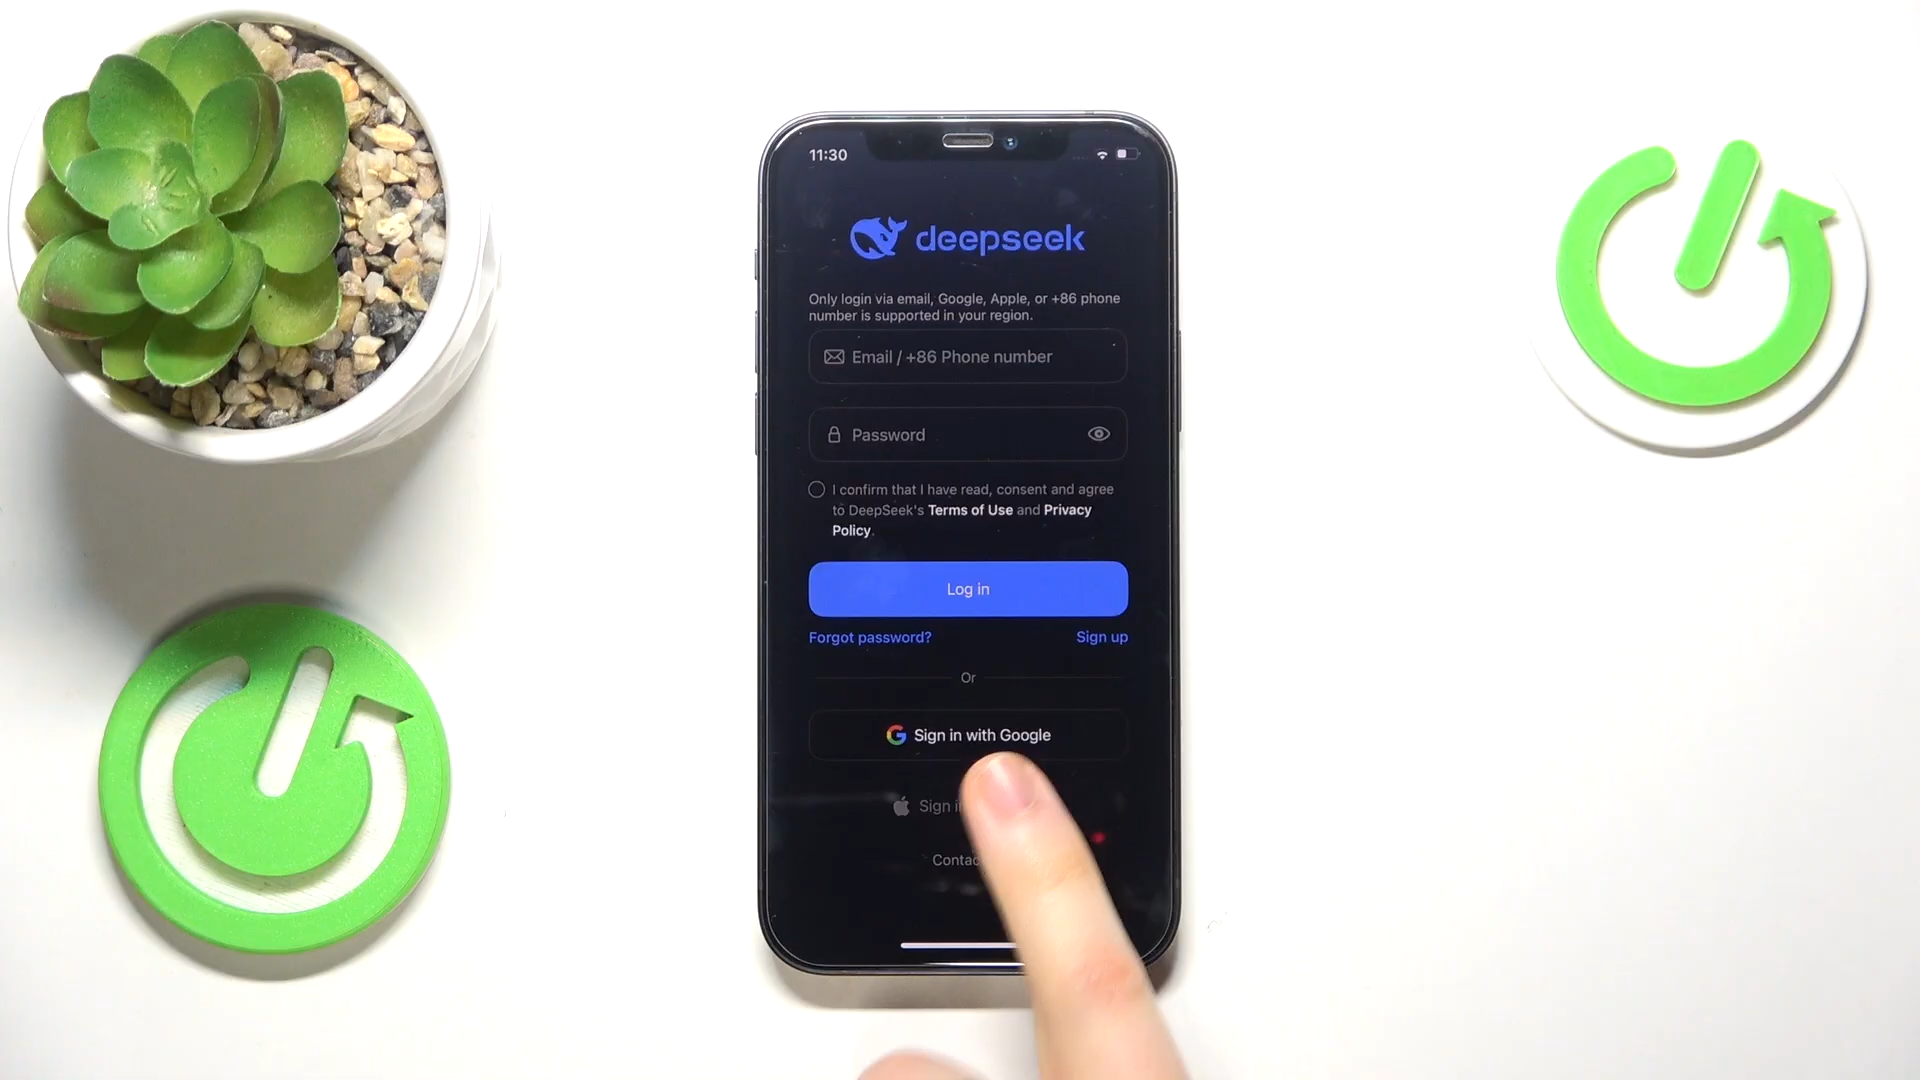 11:30
deepseek
Only login via email, Google, Apple, or +86 phone
number is supported in your region.
Email / +86 Phone number
Password
I confirm that I have read, consent and agree
to DeepSeek's Terms of Use and Privacy
Policy.
Log in
Forgot password?
Sign up
Or
Sign in with Google
Sign